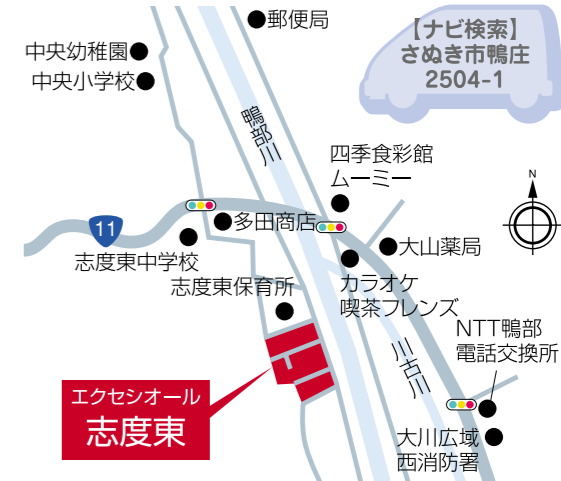 郵便局
【ナビ検索】
さぬき市鴨庄
2504-1
中央幼稚園
中央小学校
鴨部川
四季食彩館
ムーミー
N
11
多田商店
大山薬局
志度東中学校
志度東保育所
カラオケ
喫茶フレンズ
NTT鴨部
電話交換所
川古川
エクセシオール
志度東
大川広域
西消防署